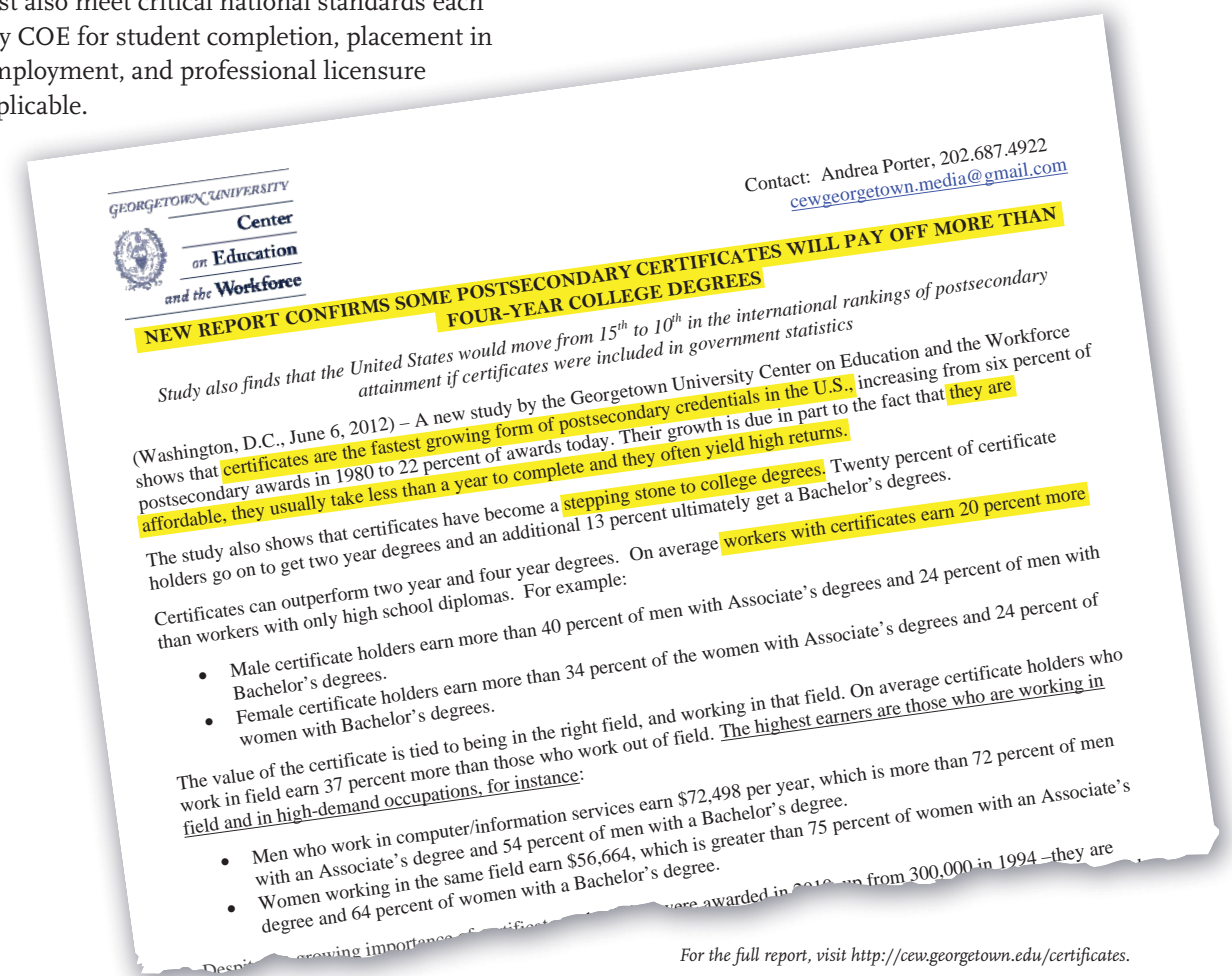 st also meet critical national standards each
y COE for student completion, placement in
mployment, and professional licensure
plicable.
GEORGETOWN UNIVERSITY
Center
on Education
and the Workforce
Contact: Andrea Porter, 202.687.4922
cewgeorgetown.media@gmail.com
NEW REPORT CONFIRMS SOME POSTSECONDARY CERTIFICATES WILL PAY OFF MORE THAN
FOUR-YEAR COLLEGE DEGREES
Study also finds that the United States would move from 15th to 10th in the international rankings of postsecondary
attainment if certificates were included in government statistics
(Washington, D.C., June 6, 2012) – A new study by the Georgetown University Center on Education and the Workforce
shows that certificates are the fastest growing form of postsecondary credentials in the U.S., increasing from six percent of
postsecondary awards in 1980 to 22 percent of awards today. Their growth is due in part to the fact that they are
affordable, they usually take less than a year to complete and they often yield high returns.
The study also shows that certificates have become a stepping stone to college degrees. Twenty percent of certificate
holders go on to get two year degrees and an additional 13 percent ultimately get a Bachelor's degrees.
Certificates can outperform two year and four year degrees. On average workers with certificates earn 20 percent more
than workers with only high school diplomas. For example:
• Male certificate holders earn more than 40 percent of men with Associate's degrees and 24 percent of men with
Bachelor's degrees.
• Female certificate holders earn more than 34 percent of the women with Associate's degrees and 24 percent of
women with Bachelor's degrees.
The value of the certificate is tied to being in the right field, and working in that field. On average certificate holders who
work in field earn 37 percent more than those who work out of field. The highest earners are those who are working in
field and in high-demand occupations, for instance:
• Men who work in computer/information services earn $72,498 per year, which is more than 72 percent of men
with an Associate's degree and 54 percent of men with a Bachelor's degree.
• Women working in the same field earn $56,664, which is greater than 75 percent of women with an Associate's
degree and 64 percent of women with a Bachelor's degree.
growing importance of were awarded in up from 300,000 in 1994 –they are
For the full report, visit http://cew.georgetown.edu/certificates.